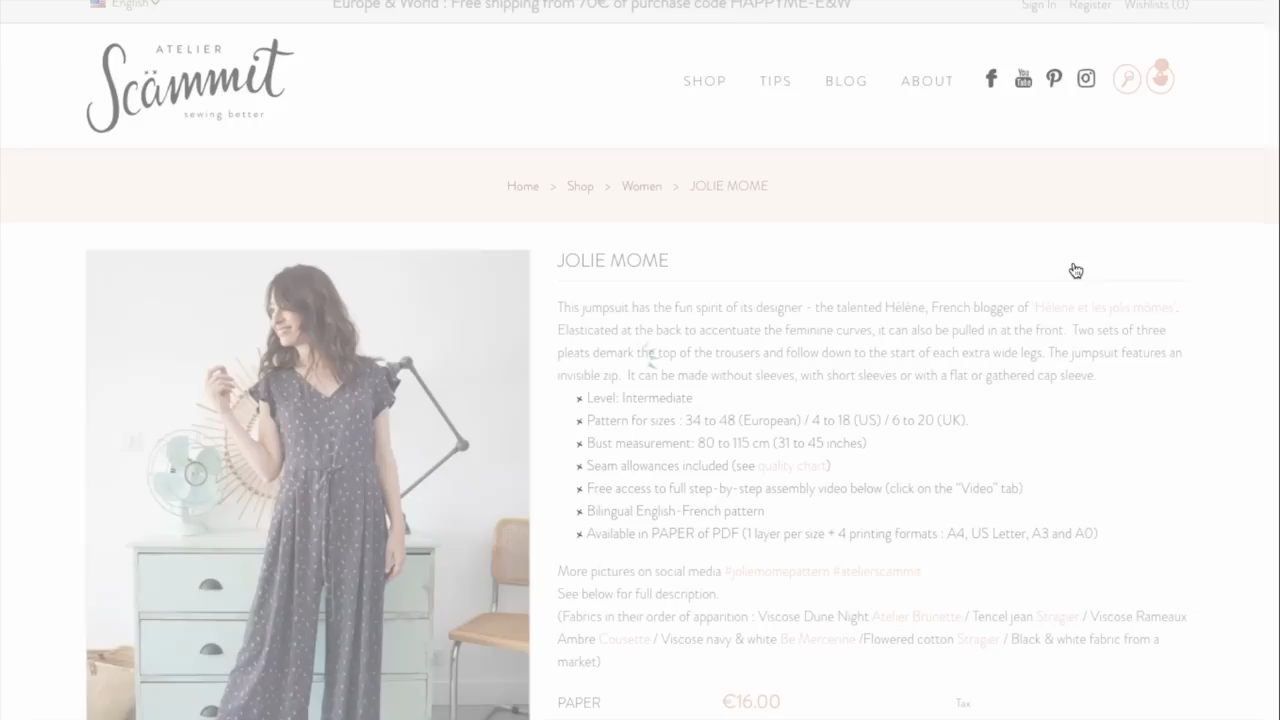 English
Europe & World : Free shipping from 70€ of purchase code HAPPYME-E&W
Sign In Register Wishlists (0)
ATELIER
Scämmit
sewing better
SHOP TIPS BLOG ABOUT
You
Tube
Home > Shop > Women > JOLIE MOME
JOLIE MOME
This jumpsuit has the fun spirit of its designer - the talented Hélène, French blogger of 'Hélène et les jolis mômes'.
Elasticated at the back to accentuate the feminine curves, it can also be pulled in at the front. Two sets of three
pleats demark the top of the trousers and follow down to the start of each extra wide legs. The jumpsuit features an
invisible zip. It can be made without sleeves, with short sleeves or with a flat or gathered cap sleeve.
Level: Intermediate
Pattern for sizes : 34 to 48 (European) / 4 to 18 (US) / 6 to 20 (UK).
Bust measurement: 80 to 115 cm (31 to 45 inches)
Seam allowances included (see quality chart)
Free access to full step-by-step assembly video below (click on the "Video" tab)
Bilingual English-French pattern
Available in PAPER of PDF (1 layer per size + 4 printing formats : A4, US Letter, A3 and A0)
More pictures on social media #joliemomepattern #atelierscammit
See below for full description.
(Fabrics in their order of apparition : Viscose Dune Night Atelier Brunette / Tencel jean Stragier / Viscose Rameaux
Ambre Cousette / Viscose navy & white Be Mercerine /Flowered cotton Stragier / Black & white fabric from a
market)
PAPER €16.00 Tax